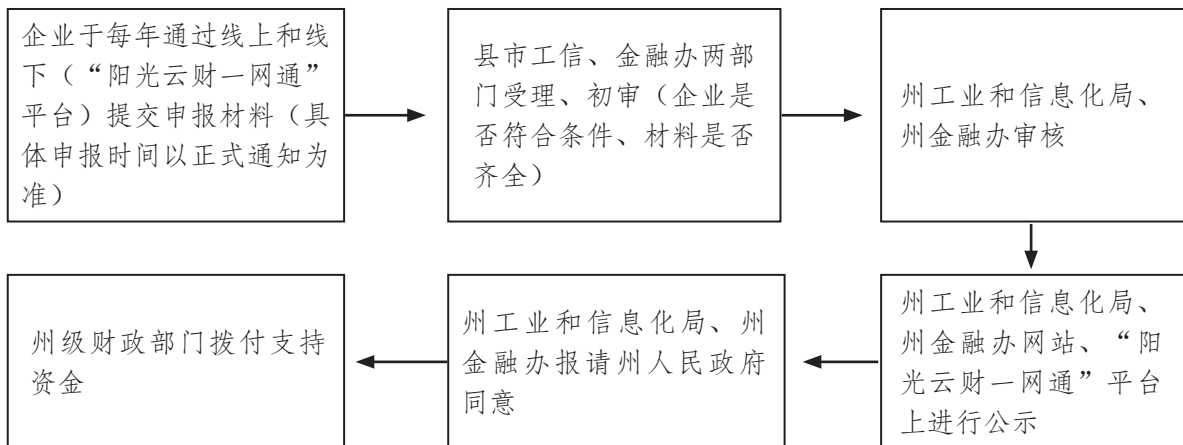 企业于每年通过线上和线
下（“阳光云财一网通”
平台）提交申报材料（具
体申报时间以正式通知为
准）
县市工信、金融办两部
门受理、初审（企业是
否符合条件、材料是否
齐全）
州工业和信息化局、
州金融办审核
州工业和信息化局、
州金融办网站、“阳
光云财一网通”平台
上进行公示
州工业和信息化局、州
金融办报请州人民政府
同意
州级财政部门拨付支持
资金